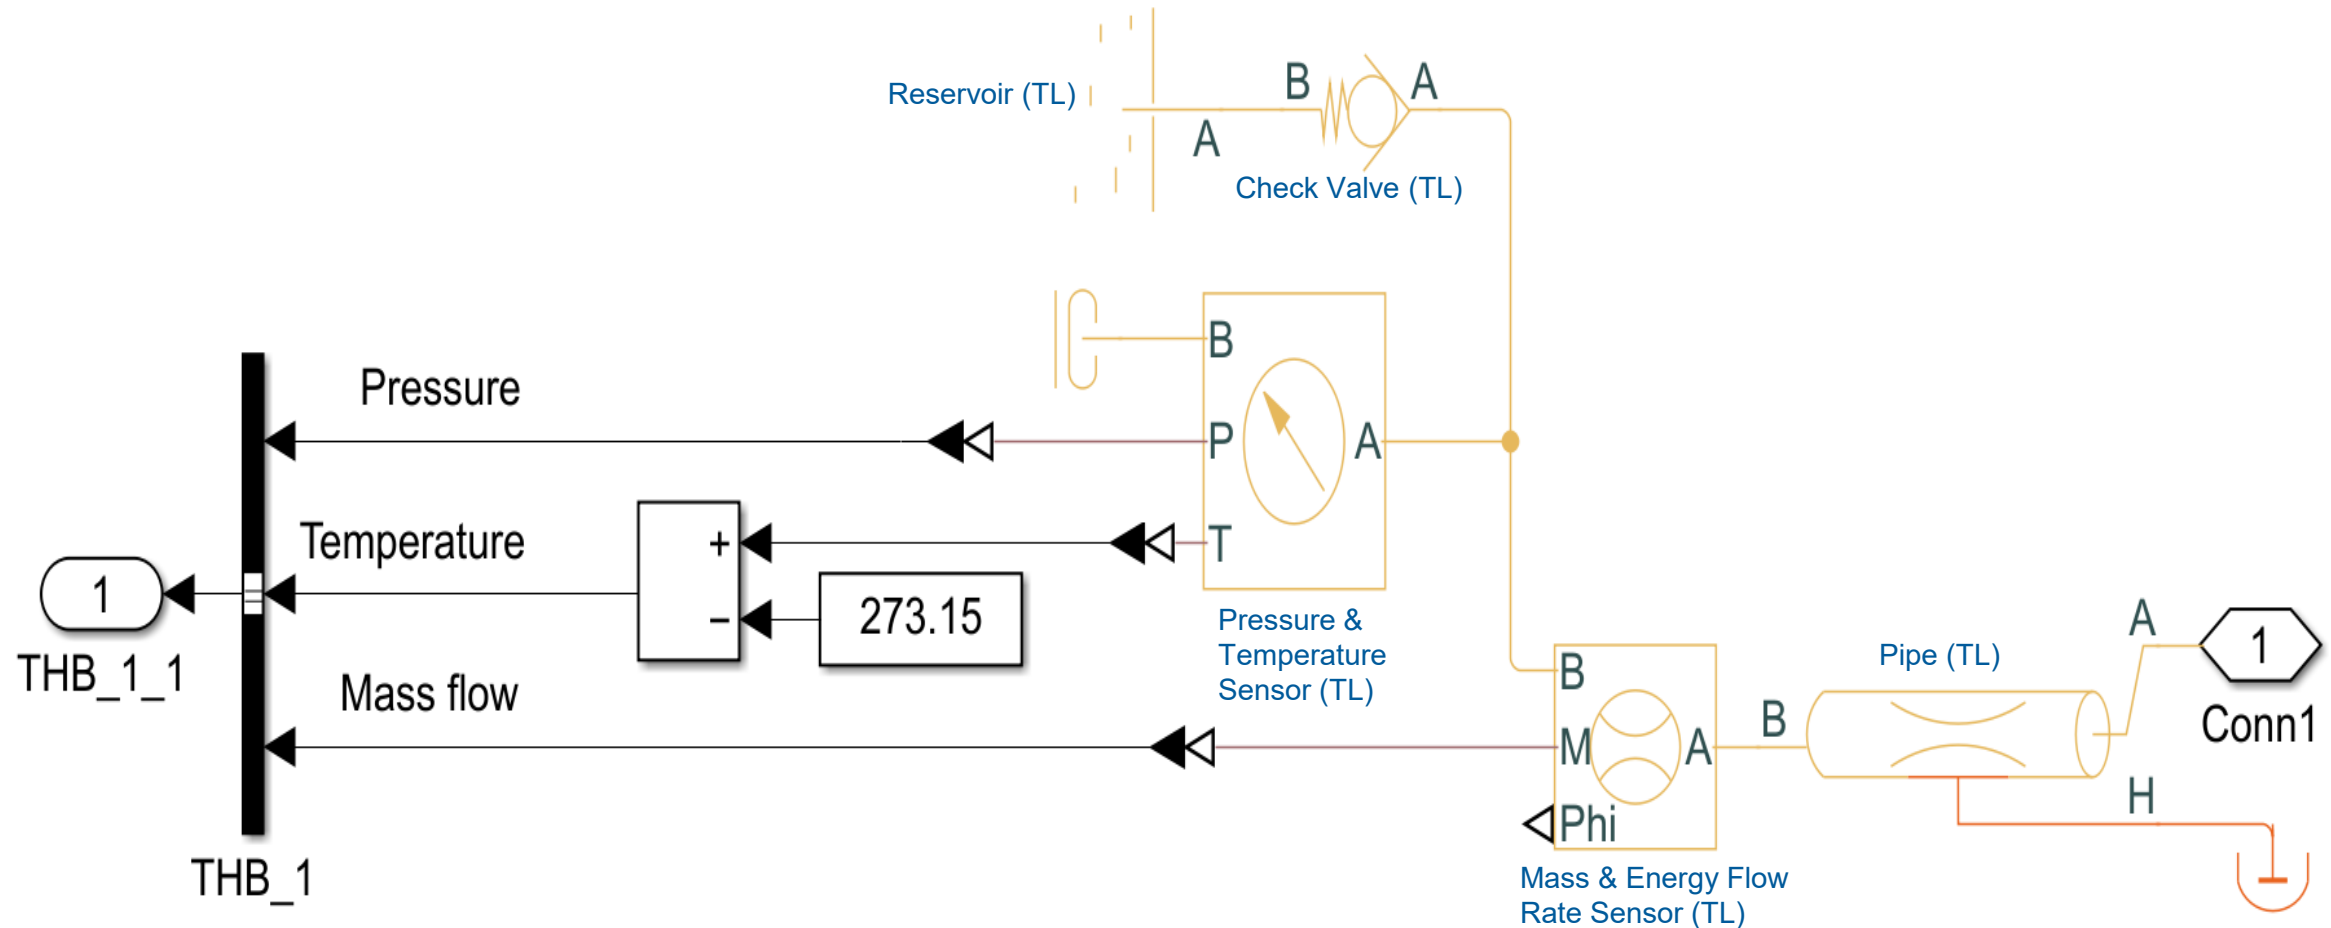 B
A
Reservoir (TL)
A
Check Valve (TL)
B
Pressure
P
A
Temperature
+
T
1
273.15
−
THB_1_1
Pressure &
Temperature
Sensor (TL)
A
1
Pipe (TL)
B
Mass flow
B
Conn1
M
A
H
Phi
THB_1
Mass & Energy Flow
Rate Sensor (TL)